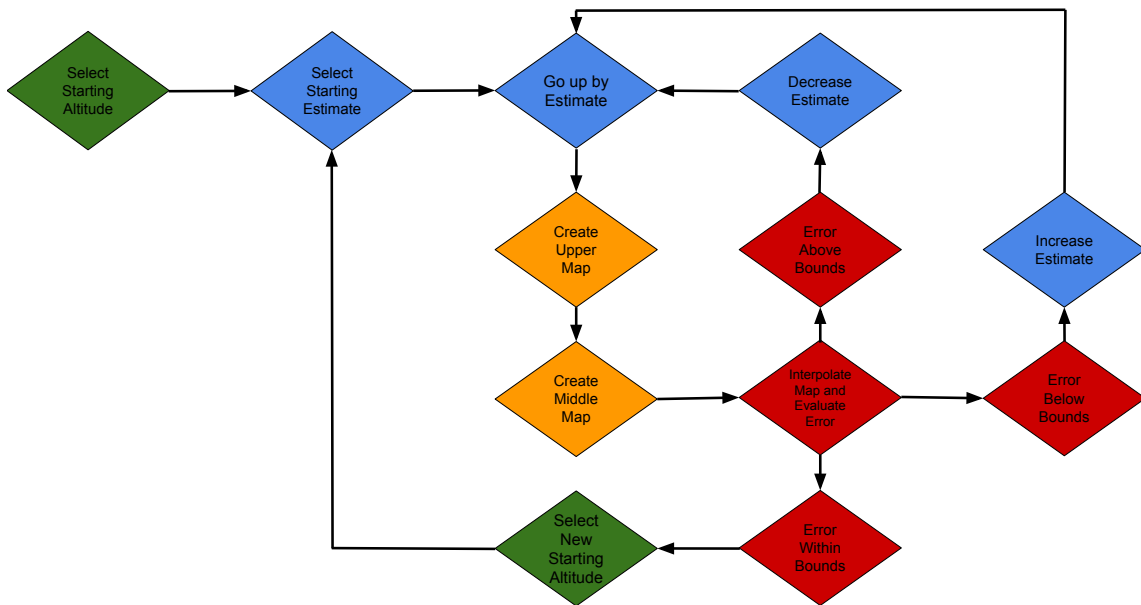 Select
Starting
Altitude
Select
Starting
Estimate
Go up by
Estimate
Decrease
Estimate
Create
Upper
Map
Error
Above
Bounds
Increase
Estimate
Create
Middle
Map
Interpolate
Map and
Evaluate
Error
Error
Below
Bounds
Select
New
Starting
Altitude
Error
Within
Bounds